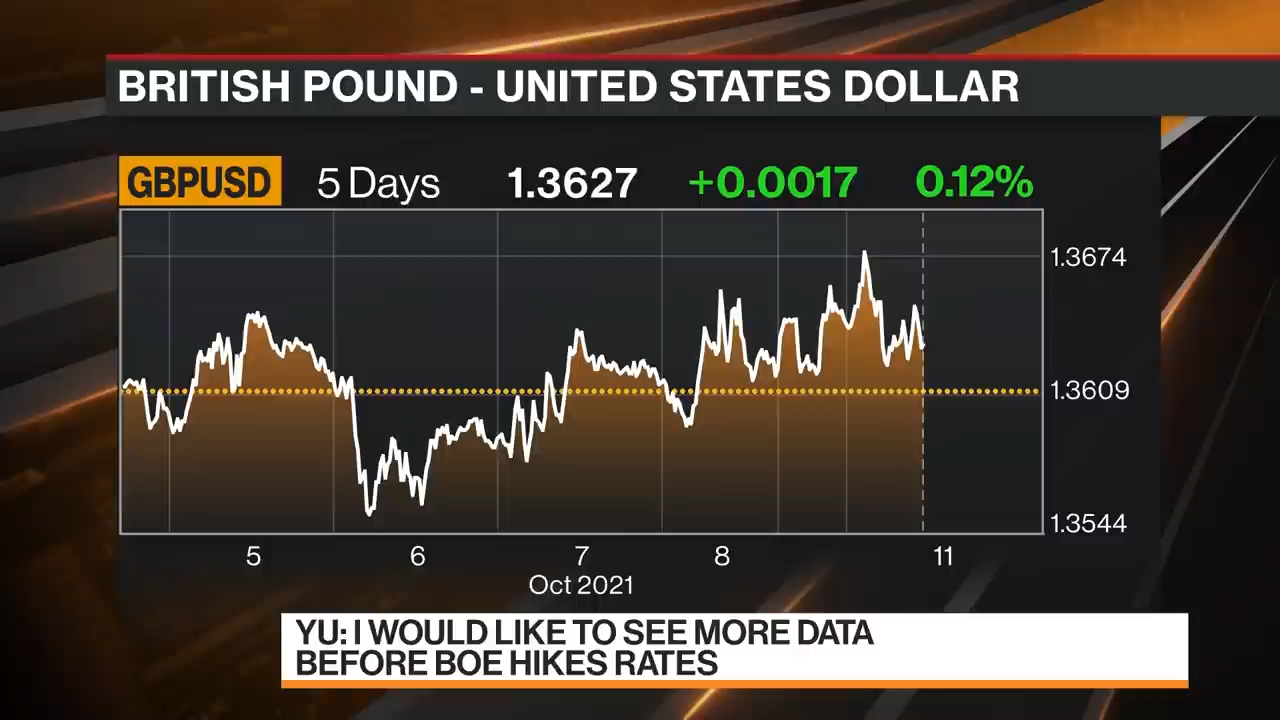 BRITISH POUND - UNITED STATES DOLLAR
GBPUSD 5 Days 1.3627 +0.0017 0.12%
1.3674
1.3609
1.3544
5 6 7 8 11
Oct 2021
YU: I WOULD LIKE TO SEE MORE DATA
BEFORE BOE HIKES RATES